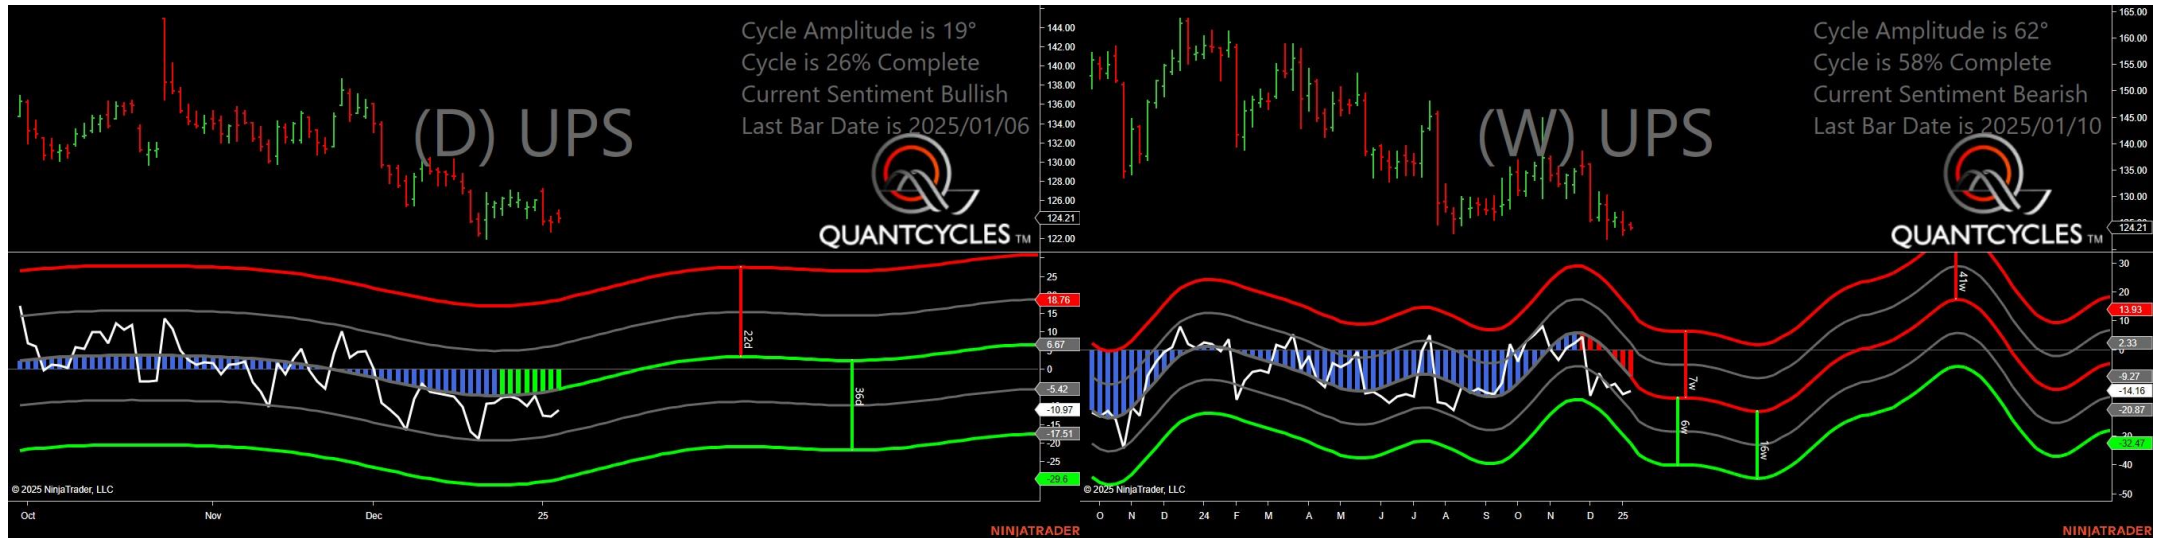 Cycle Amplitude is 19°
Cycle is 26% Complete
Current Sentiment Bullish
Last Bar Date is 2025/01/06
(D) UPS
QUANTCYCLES TM
144.00
142.00
140.00
138.00
136.00
134.00
132.00
130.00
128.00
126.00
124.21
122.00
25
18.76
15
10
6.67
0
-5.42
-10.97
-15
-17.51
-20
-25
-29.6
22d
36d
© 2025 NinjaTrader, LLC
Oct Nov Dec 25
NINJATRADER
Cycle Amplitude is 62°
Cycle is 58% Complete
Current Sentiment Bearish
Last Bar Date is 2025/01/10
(W) UPS
QUANTCYCLES TM
165.00
160.00
155.00
150.00
145.00
140.00
135.00
130.00
124.21
30
20
13.93
10
2.33
0
-9.27
-14.16
-20.87
-32.47
-40
-50
41w
7w
6w
16w
© 2025 NinjaTrader, LLC
O N D 24 F M A M J J A S O N D 25
NINJATRADER